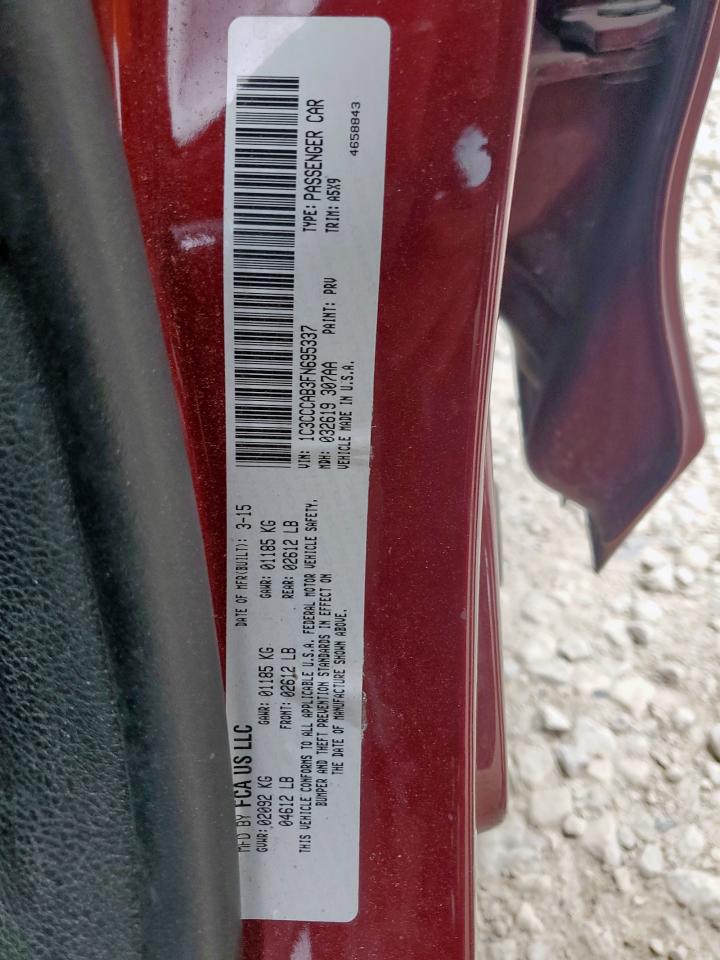 MFD BY FCA US LLC
DATE OF MFR(BUILT): 3-15
GVWR: 02092 KG
GAWR: 01185 KG
GAWR: 01185 KG
04612 LB
FRONT: 02612 LB
REAR: 02612 LB
THIS VEHICLE CONFORMS TO ALL APPLICABLE U.S.A. FEDERAL MOTOR VEHICLE SAFETY,
BUMPER AND THEFT PREVENTION STANDARDS IN EFFECT ON
THE DATE OF MANUFACTURE SHOWN ABOVE.
VIN: 1C3CCCAB3FN695337
TYPE: PASSENGER CAR
MDH: 032619 307AA
PAINT: PRV
TRIM: A5X9
VEHICLE MADE IN U.S.A.
4658843